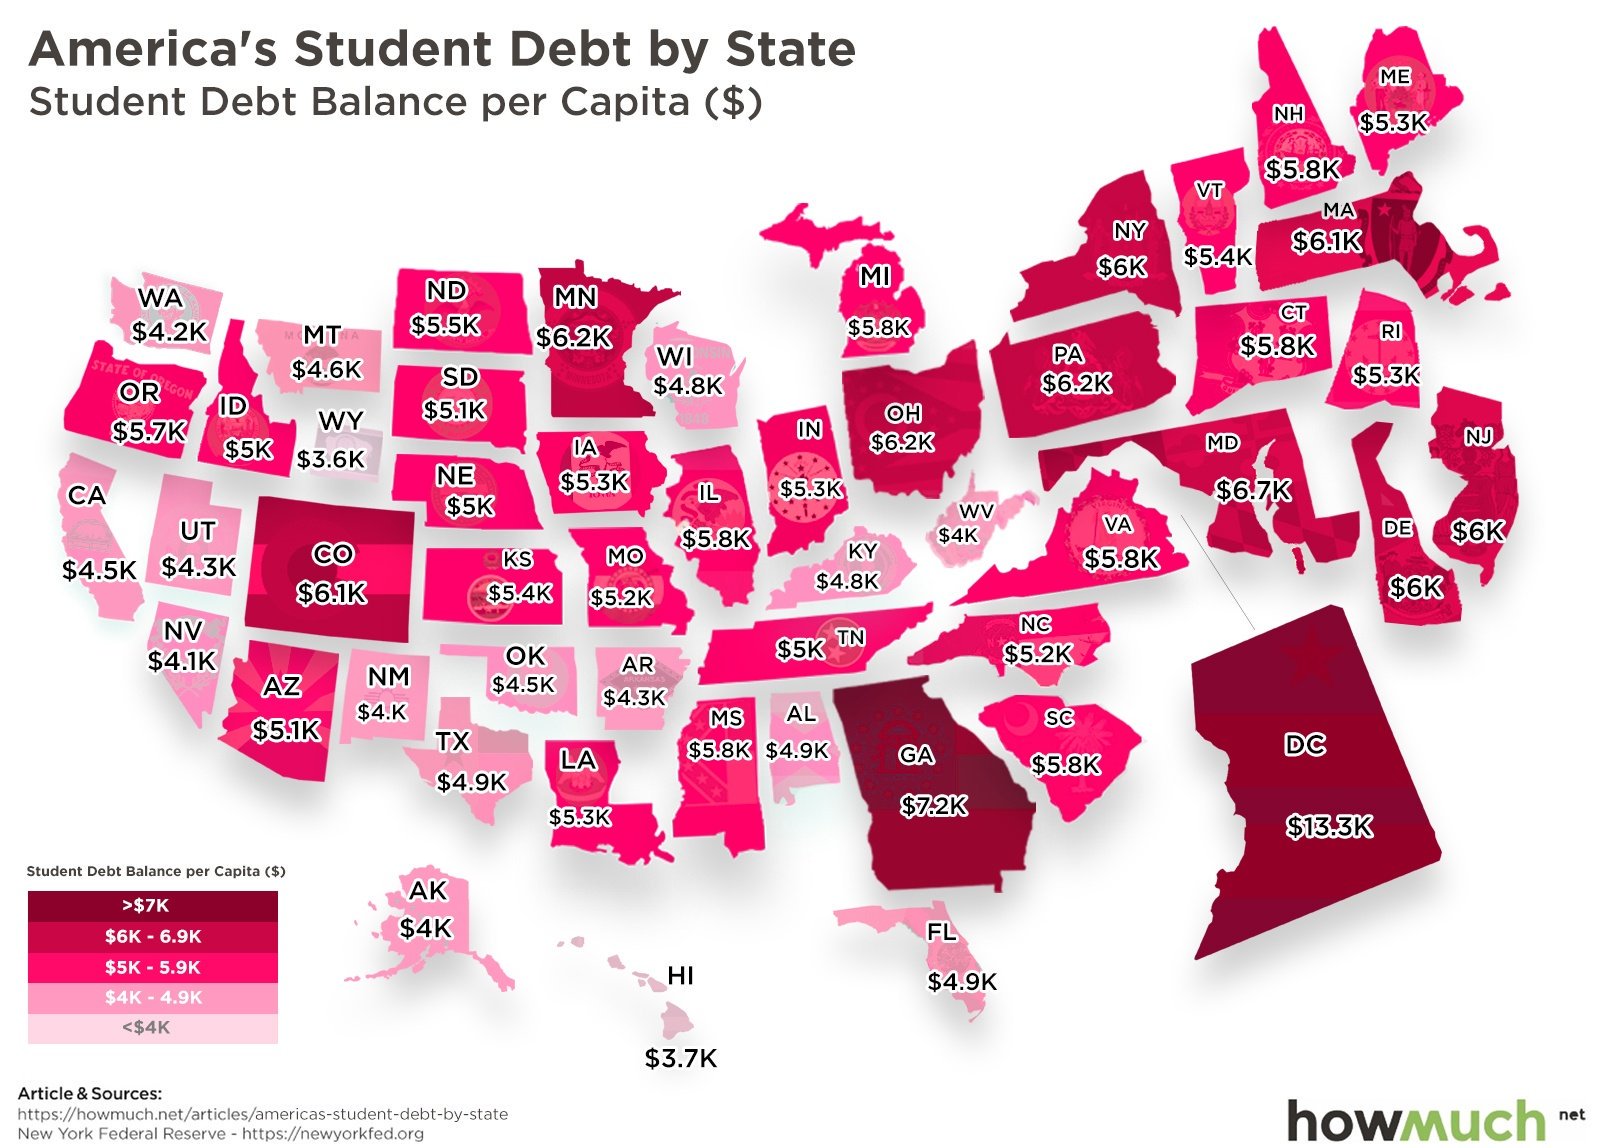 America's Student Debt by State
Student Debt Balance per Capita ($)
ME
$5.3K
NH
$5.8K
VT
$5.4K
MA
$6.1K
NY
$6K
MI
$5.8K
WA
$4.2K
MT
$4.6K
ND
$5.5K
MN
$6.2K
WI
$4.8K
CT
$5.8K
RI
$5.3K
PA
$6.2K
STATE OF OREGON
OR
$5.7K
ID
$5K
WY
$3.6K
SD
$5.1K
OH
$6.2K
IN
$5.3K
IA
$5.3K
MD
$6.7K
NJ
$6K
DE
$6K
CA
$4.5K
UT
$4.3K
CO
$6.1K
NE
$5K
IL
$5.8K
WV
$4K
VA
$5.8K
KY
$4.8K
KS
$5.4K
MO
$5.2K
NV
$4.1K
AZ
$5.1K
NM
$4.K
OK
$4.5K
AR
ARKANSAS
$4.3K
$5K TN
NC
$5.2K
TX
$4.9K
LA
$5.3K
MS
$5.8K
AL
$4.9K
GA
$7.2K
SC
$5.8K
DC
$13.3K
AK
$4K
HI
$3.7K
FL
$4.9K
Student Debt Balance per Capita ($)
>$7K
$6K - 6.9K
$5K - 5.9K
$4K - 4.9K
<$4K
Article & Sources:
https://howmuch.net/articles/americas-student-debt-by-state
New York Federal Reserve - https://newyorkfed.org
howmuch net